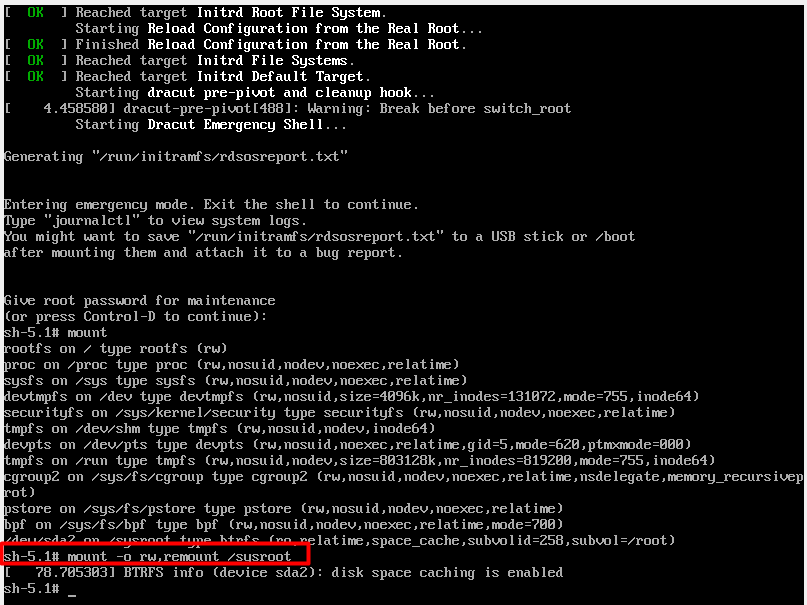 [  OK  ] Reached target Initrd Root File System.
         Starting Reload Configuration from the Real Root...
[  OK  ] Finished Reload Configuration from the Real Root.
[  OK  ] Reached target Initrd File Systems.
[  OK  ] Reached target Initrd Default Target.
         Starting dracut pre-pivot and cleanup hook...
[    4.458580] dracut-pre-pivot[488]: Warning: Break before switch_root
         Starting Dracut Emergency Shell...
Generating "/run/initramfs/rdsosreport.txt"
Entering emergency mode. Exit the shell to continue.
Type "journalctl" to view system logs.
You might want to save "/run/initramfs/rdsosreport.txt" to a USB stick or /boot
after mounting them and attach it to a bug report.
Give root password for maintenance
(or press Control-D to continue):
sh-5.1# mount
rootfs on / type rootfs (rw)
proc on /proc type proc (rw,nosuid,nodev,noexec,relatime)
sysfs on /sys type sysfs (rw,nosuid,nodev,noexec,relatime)
devtmpfs on /dev type devtmpfs (rw,nosuid,size=4096k,nr_inodes=131072,mode=755,inode64)
securityfs on /sys/kernel/security type securityfs (rw,nosuid,nodev,noexec,relatime)
tmpfs on /dev/shm type tmpfs (rw,nosuid,nodev,inode64)
devpts on /dev/pts type devpts (rw,nosuid,noexec,relatime,gid=5,mode=620,ptmxmode=000)
tmpfs on /run type tmpfs (rw,nosuid,nodev,size=803128k,nr_inodes=819200,mode=755,inode64)
cgroup2 on /sys/fs/cgroup type cgroup2 (rw,nosuid,nodev,noexec,relatime,nsdelegate,memory_recursivep
rot)
pstore on /sys/fs/pstore type pstore (rw,nosuid,nodev,noexec,relatime)
bpf on /sys/fs/bpf type bpf (rw,nosuid,nodev,noexec,relatime,mode=700)
/dev/sda2 on /sysroot type btrfs (ro,relatime,space_cache,subvolid=258,subvol=/root)
sh-5.1# mount -o rw,remount /sysroot
[   78.705303] BTRFS info (device sda2): disk space caching is enabled
sh-5.1# _